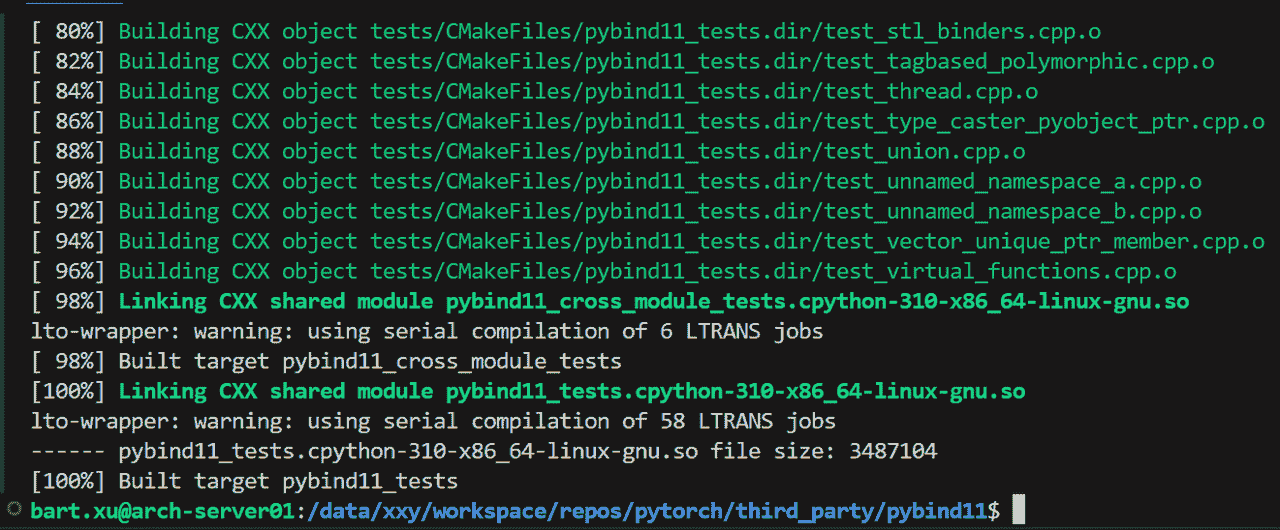 [ 80%] Building CXX object tests/CMakeFiles/pybind11_tests.dir/test_stl_binders.cpp.o
[ 82%] Building CXX object tests/CMakeFiles/pybind11_tests.dir/test_tagbased_polymorphic.cpp.o
[ 84%] Building CXX object tests/CMakeFiles/pybind11_tests.dir/test_thread.cpp.o
[ 86%] Building CXX object tests/CMakeFiles/pybind11_tests.dir/test_type_caster_pyobject_ptr.cpp.o
[ 88%] Building CXX object tests/CMakeFiles/pybind11_tests.dir/test_union.cpp.o
[ 90%] Building CXX object tests/CMakeFiles/pybind11_tests.dir/test_unnamed_namespace_a.cpp.o
[ 92%] Building CXX object tests/CMakeFiles/pybind11_tests.dir/test_unnamed_namespace_b.cpp.o
[ 94%] Building CXX object tests/CMakeFiles/pybind11_tests.dir/test_vector_unique_ptr_member.cpp.o
[ 96%] Building CXX object tests/CMakeFiles/pybind11_tests.dir/test_virtual_functions.cpp.o
[ 98%] Linking CXX shared module pybind11_cross_module_tests.cpython-310-x86_64-linux-gnu.so
lto-wrapper: warning: using serial compilation of 6 LTRANS jobs
[ 98%] Built target pybind11_cross_module_tests
[100%] Linking CXX shared module pybind11_tests.cpython-310-x86_64-linux-gnu.so
lto-wrapper: warning: using serial compilation of 58 LTRANS jobs
------ pybind11_tests.cpython-310-x86_64-linux-gnu.so file size: 3487104
[100%] Built target pybind11_tests
bart.xu@arch-server01:/data/xxy/workspace/repos/pytorch/third_party/pybind11$